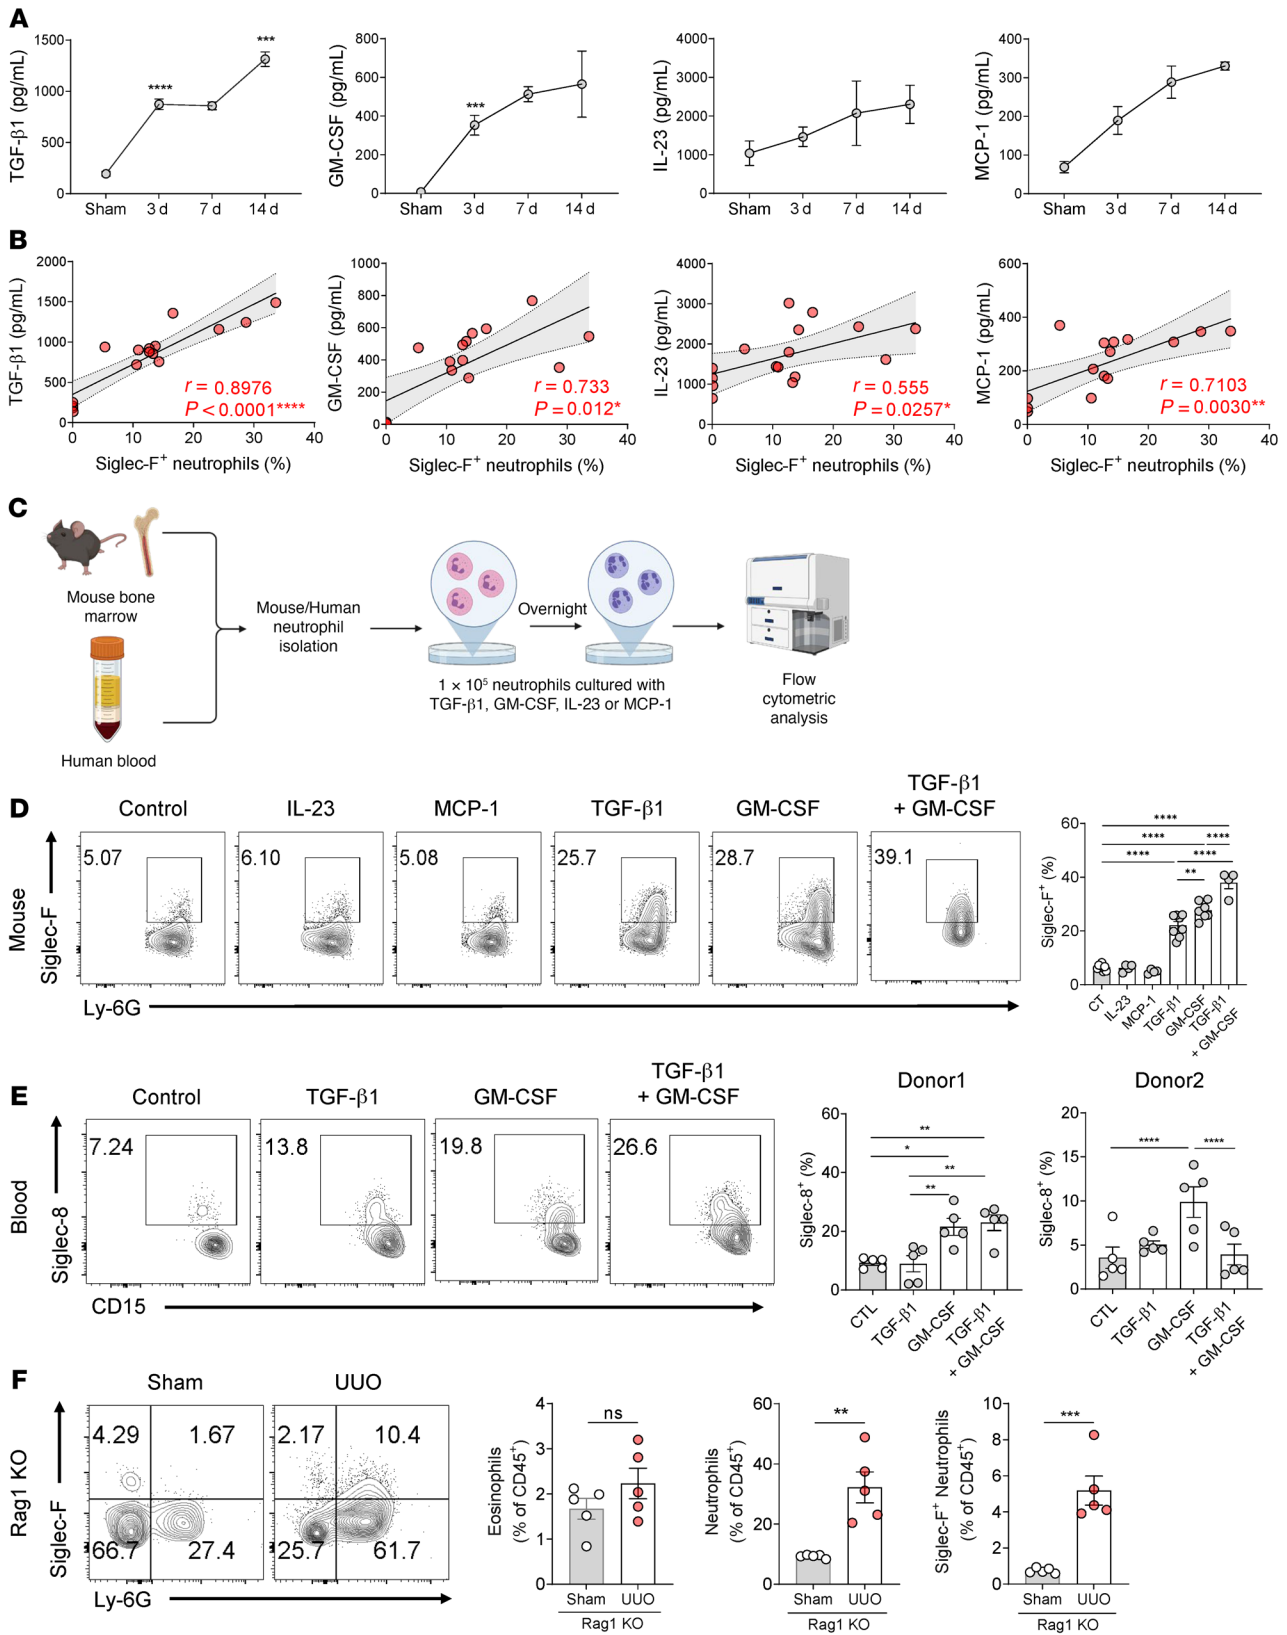 A
TGF-β1 (pg/mL)
1500
1000
500
0
****
***
Sham 3 d 7 d 14 d
GM-CSF (pg/mL)
800
600
400
200
0
***
Sham 3 d 7 d 14 d
IL-23 (pg/mL)
4000
3000
2000
1000
0
Sham 3 d 7 d 14 d
MCP-1 (pg/mL)
400
300
200
100
0
Sham 3 d 7 d 14 d
B
TGF-β1 (pg/mL)
2000
1500
1000
500
0
r = 0.8976
P < 0.0001****
0 10 20 30 40
Siglec-F+ neutrophils (%)
GM-CSF (pg/mL)
1000
800
600
400
200
0
r = 0.733
P = 0.012*
0 10 20 30 40
Siglec-F+ neutrophils (%)
IL-23 (pg/mL)
4000
3000
2000
1000
0
r = 0.555
P = 0.0257*
0 10 20 30 40
Siglec-F+ neutrophils (%)
MCP-1 (pg/mL)
600
400
200
0
r = 0.7103
P = 0.0030**
0 10 20 30 40
Siglec-F+ neutrophils (%)
C
Mouse bone
marrow
Human blood
Mouse/Human
neutrophil
isolation
Overnight
1 × 10⁵ neutrophils cultured with
TGF-β1, GM-CSF, IL-23 or MCP-1
Flow
cytometric
analysis
D
Mouse
Siglec-F
Control
5.07
IL-23
6.10
MCP-1
5.08
TGF-β1
25.7
GM-CSF
28.7
TGF-β1
+ GM-CSF
39.1
Ly-6G
Siglec-F+ (%)
60
40
20
0
****
**** ****
**** ****
**
CT
IL-23
MCP-1
TGF-β1
GM-CSF
TGF-β1
+ GM-CSF
E
Blood
Siglec-8
Control
7.24
TGF-β1
13.8
GM-CSF
19.8
TGF-β1
+ GM-CSF
26.6
CD15
Donor1
Siglec-8+ (%)
60
40
20
0
**
*
**
**
CTL
TGF-β1
GM-CSF
TGF-β1
+ GM-CSF
Donor2
Siglec-8+ (%)
20
15
10
5
0
**** ****
CTL
TGF-β1
GM-CSF
TGF-β1
+ GM-CSF
F
Rag1 KO
Siglec-F
Sham
4.29 1.67
66.7 27.4
UUO
2.17 10.4
25.7 61.7
Ly-6G
Eosinophils
(% of CD45+)
4
3
2
1
0
ns
Sham UUO
Rag1 KO
Neutrophils
(% of CD45+)
60
40
20
0
**
Sham UUO
Rag1 KO
Siglec-F+ Neutrophils
(% of CD45+)
10
8
6
4
2
0
***
Sham UUO
Rag1 KO